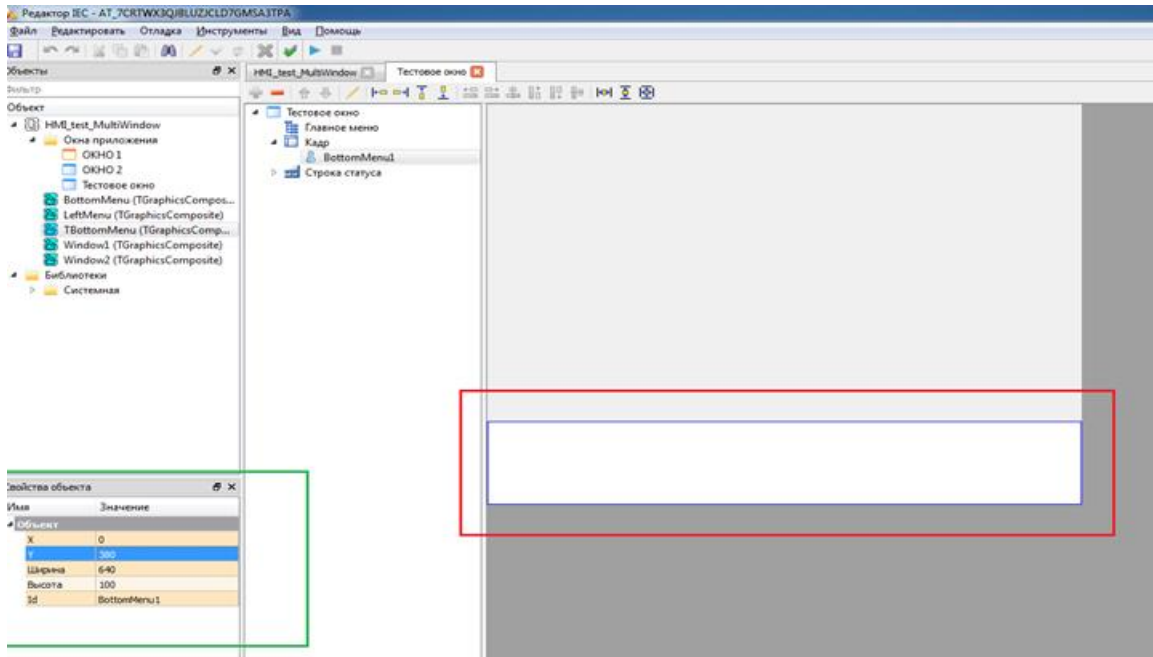 Редактор IEC - AT_7CRTWX3QJBLUZJCLD7GMSA3TPA
Файл Редактировать Отладка Инструменты Вид Помощь
Объекты
HMI_test_MultiWindow
Тестовое окно
Фильтр
Объект
HMI_test_MultiWindow
Окна приложения
ОКНО 1
ОКНО 2
Тестовое окно
BottomMenu (TGraphicsCompos...
LeftMenu (TGraphicsComposite)
TBottomMenu (TGraphicsComp...
Window1 (TGraphicsComposite)
Window2 (TGraphicsComposite)
Библиотеки
Системная
Тестовое окно
Главное меню
Кадр
BottomMenu1
Строка статуса
Свойства объекта
Имя Значение
Объект
X 0
Y 380
Ширина 640
Высота 100
Id BottomMenu1